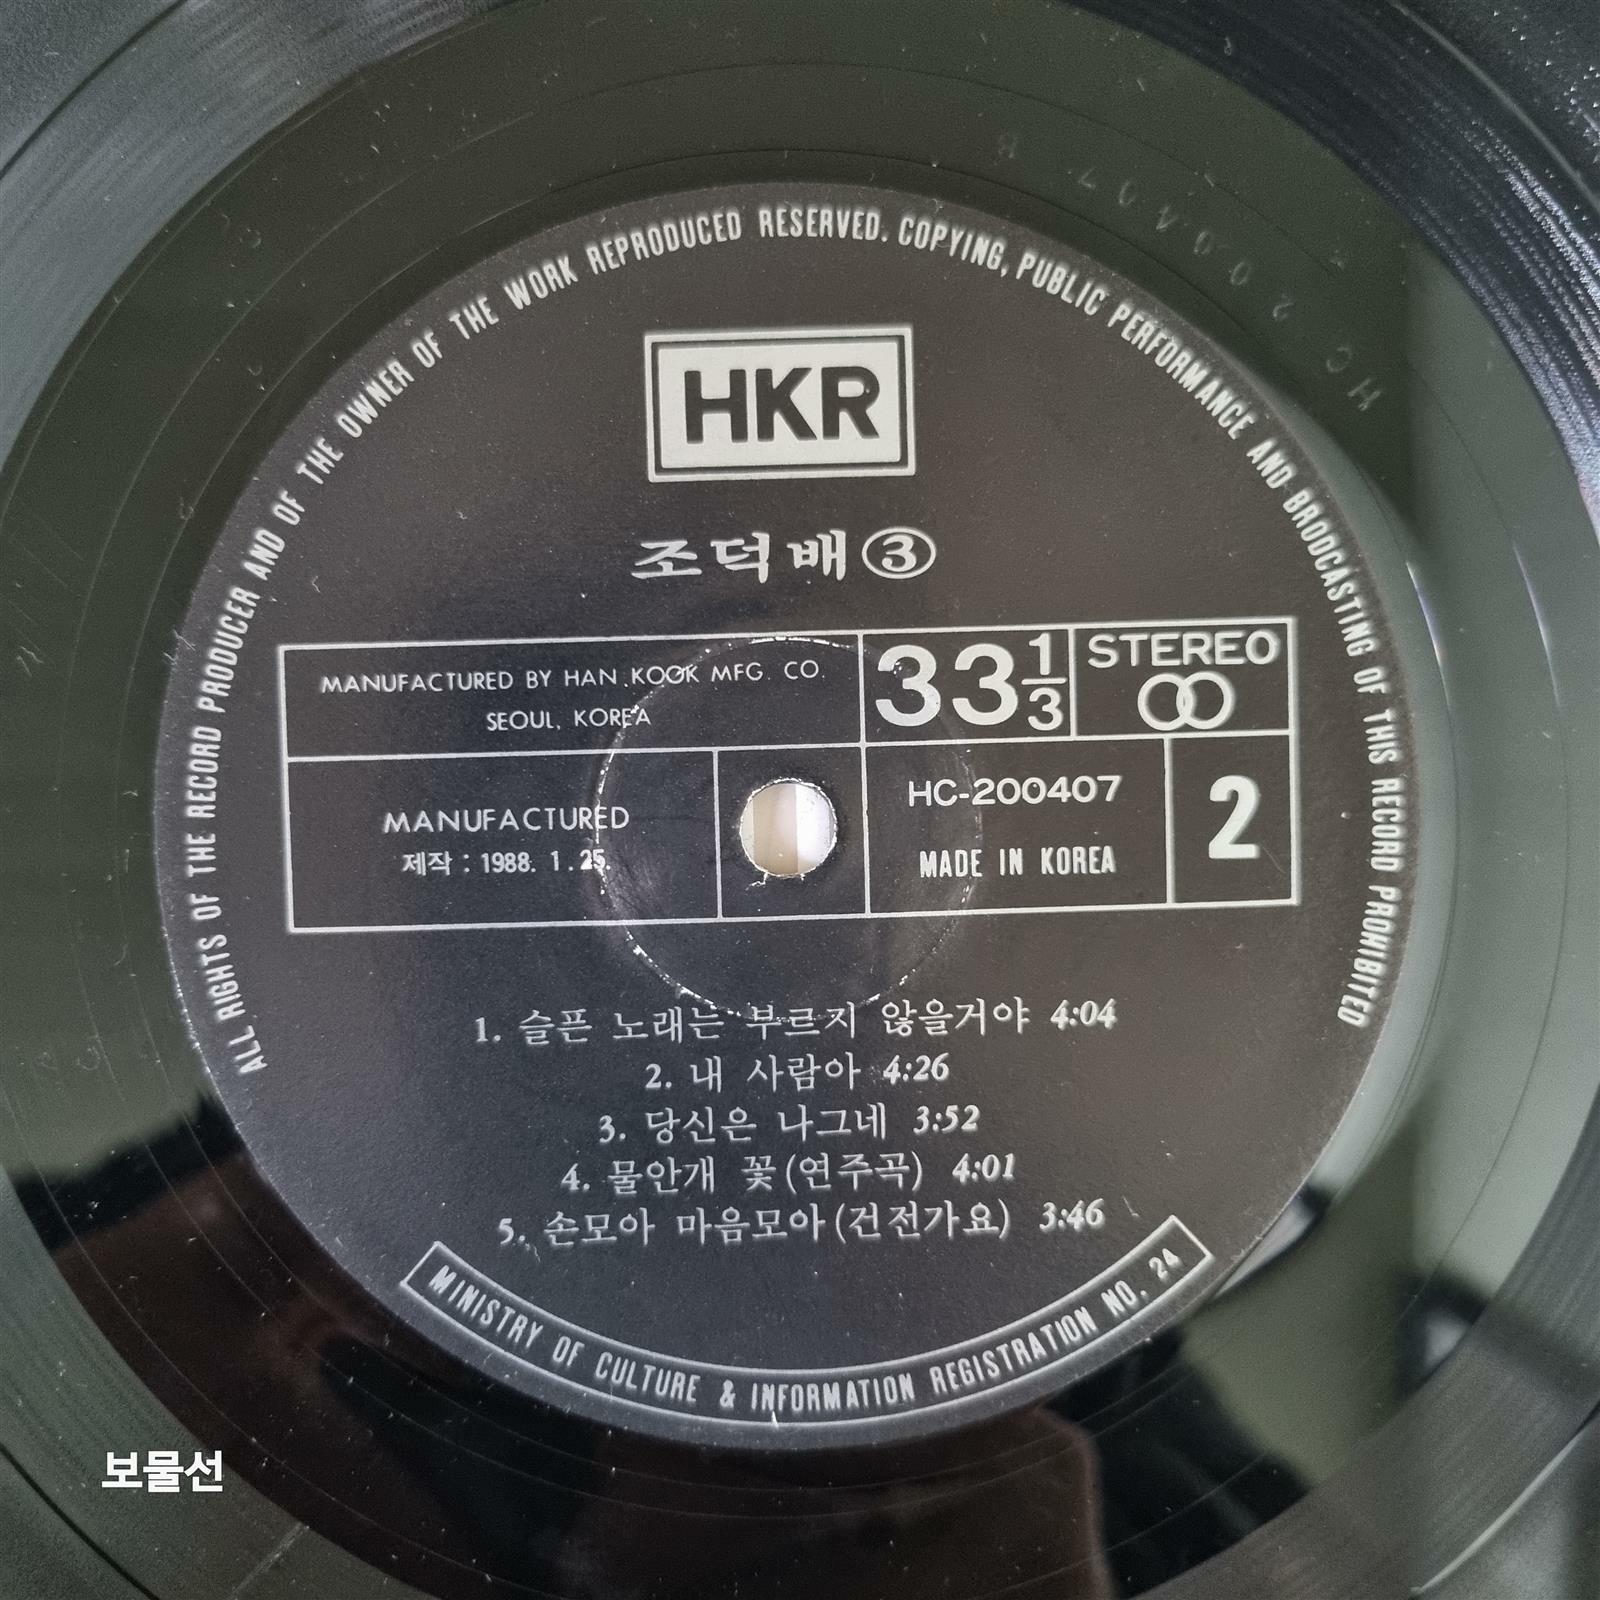 ALL RIGHTS OF THE RECORD PRODUCER AND OF THE OWNER OF THE WORK REPRODUCED RESERVED. COPYING, PUBLIC PERFORMANCE AND BRODCASTING OF THIS RECORD PROHIBITED
HC 200407 B
HKR
조덕배③
MANUFACTURED BY HAN KOOK MFG. CO.
SEOUL, KOREA
33 1/3
STEREO
MANUFACTURED
제작 : 1988. 1. 25.
HC-200407
MADE IN KOREA
2
1. 슬픈 노래는 부르지 않을거야 4:04
2. 내 사람아 4:26
3. 당신은 나그네 3:52
4. 물안개 꽃(연주곡) 4:01
5. 손모아 마음모아(건전가요) 3:46
MINISTRY OF CULTURE & INFORMATION REGISTRATION NO. 24
보물선